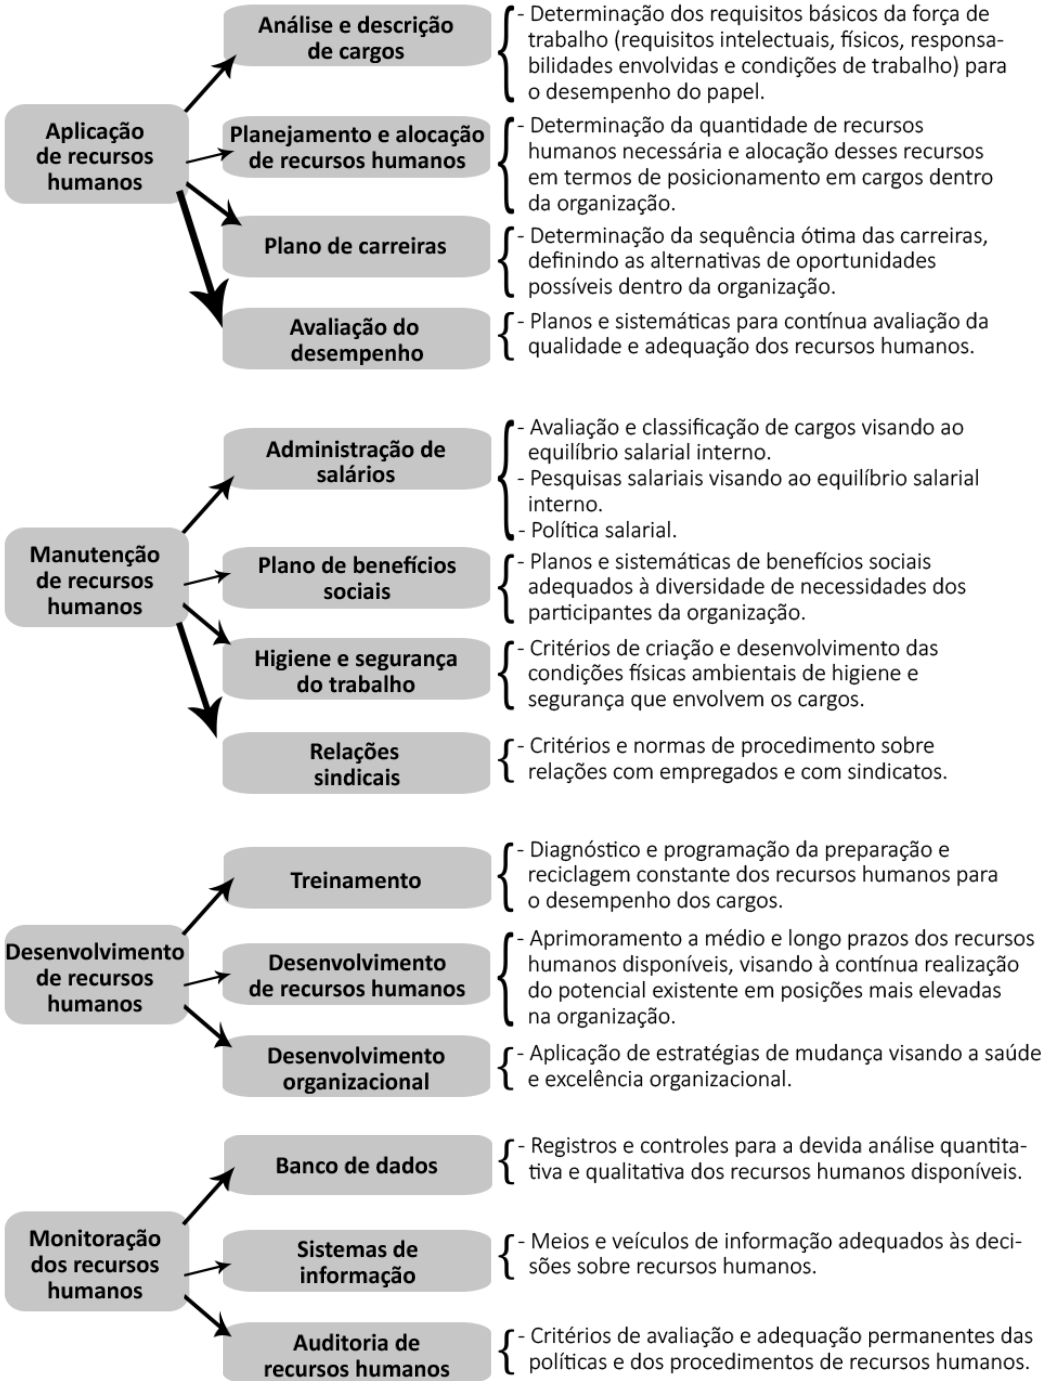 Análise e descrição
de cargos
- Determinação dos requisitos básicos da força de
trabalho (requisitos intelectuais, físicos, responsa-
bilidades envolvidas e condições de trabalho) para
o desempenho do papel.
Aplicação
de recursos
humanos
Planejamento e alocação
de recursos humanos
- Determinação da quantidade de recursos
humanos necessária e alocação desses recursos
em termos de posicionamento em cargos dentro
da organização.
Plano de carreiras
- Determinação da sequência ótima das carreiras,
definindo as alternativas de oportunidades
possíveis dentro da organização.
Avaliação do
desempenho
- Planos e sistemáticas para contínua avaliação da
qualidade e adequação dos recursos humanos.
Administração de
salários
- Avaliação e classificação de cargos visando ao
equilíbrio salarial interno.
- Pesquisas salariais visando ao equilíbrio salarial
interno.
- Política salarial.
Manutenção
de recursos
humanos
Plano de benefícios
sociais
- Planos e sistemáticas de benefícios sociais
adequados à diversidade de necessidades dos
participantes da organização.
Higiene e segurança
do trabalho
- Critérios de criação e desenvolvimento das
condições físicas ambientais de higiene e
segurança que envolvem os cargos.
Relações
sindicais
- Critérios e normas de procedimento sobre
relações com empregados e com sindicatos.
Treinamento
- Diagnóstico e programação da preparação e
reciclagem constante dos recursos humanos para
o desempenho dos cargos.
Desenvolvimento
de recursos
humanos
Desenvolvimento
de recursos humanos
- Aprimoramento a médio e longo prazos dos recursos
humanos disponíveis, visando à contínua realização
do potencial existente em posições mais elevadas
na organização.
Desenvolvimento
organizacional
- Aplicação de estratégias de mudança visando a saúde
e excelência organizacional.
Banco de dados
- Registros e controles para a devida análise quantita-
tiva e qualitativa dos recursos humanos disponíveis.
Monitoração
dos recursos
humanos
Sistemas de
informação
- Meios e veículos de informação adequados às deci-
sões sobre recursos humanos.
Auditoria de
recursos humanos
- Critérios de avaliação e adequação permanentes das
políticas e dos procedimentos de recursos humanos.